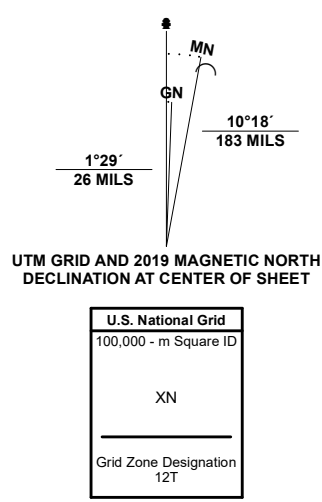 MN
GN
10°18´
183 MILS
1°29´
26 MILS
UTM GRID AND 2019 MAGNETIC NORTH
DECLINATION AT CENTER OF SHEET
U.S. National Grid
100,000 - m Square ID
XN
Grid Zone Designation
12T